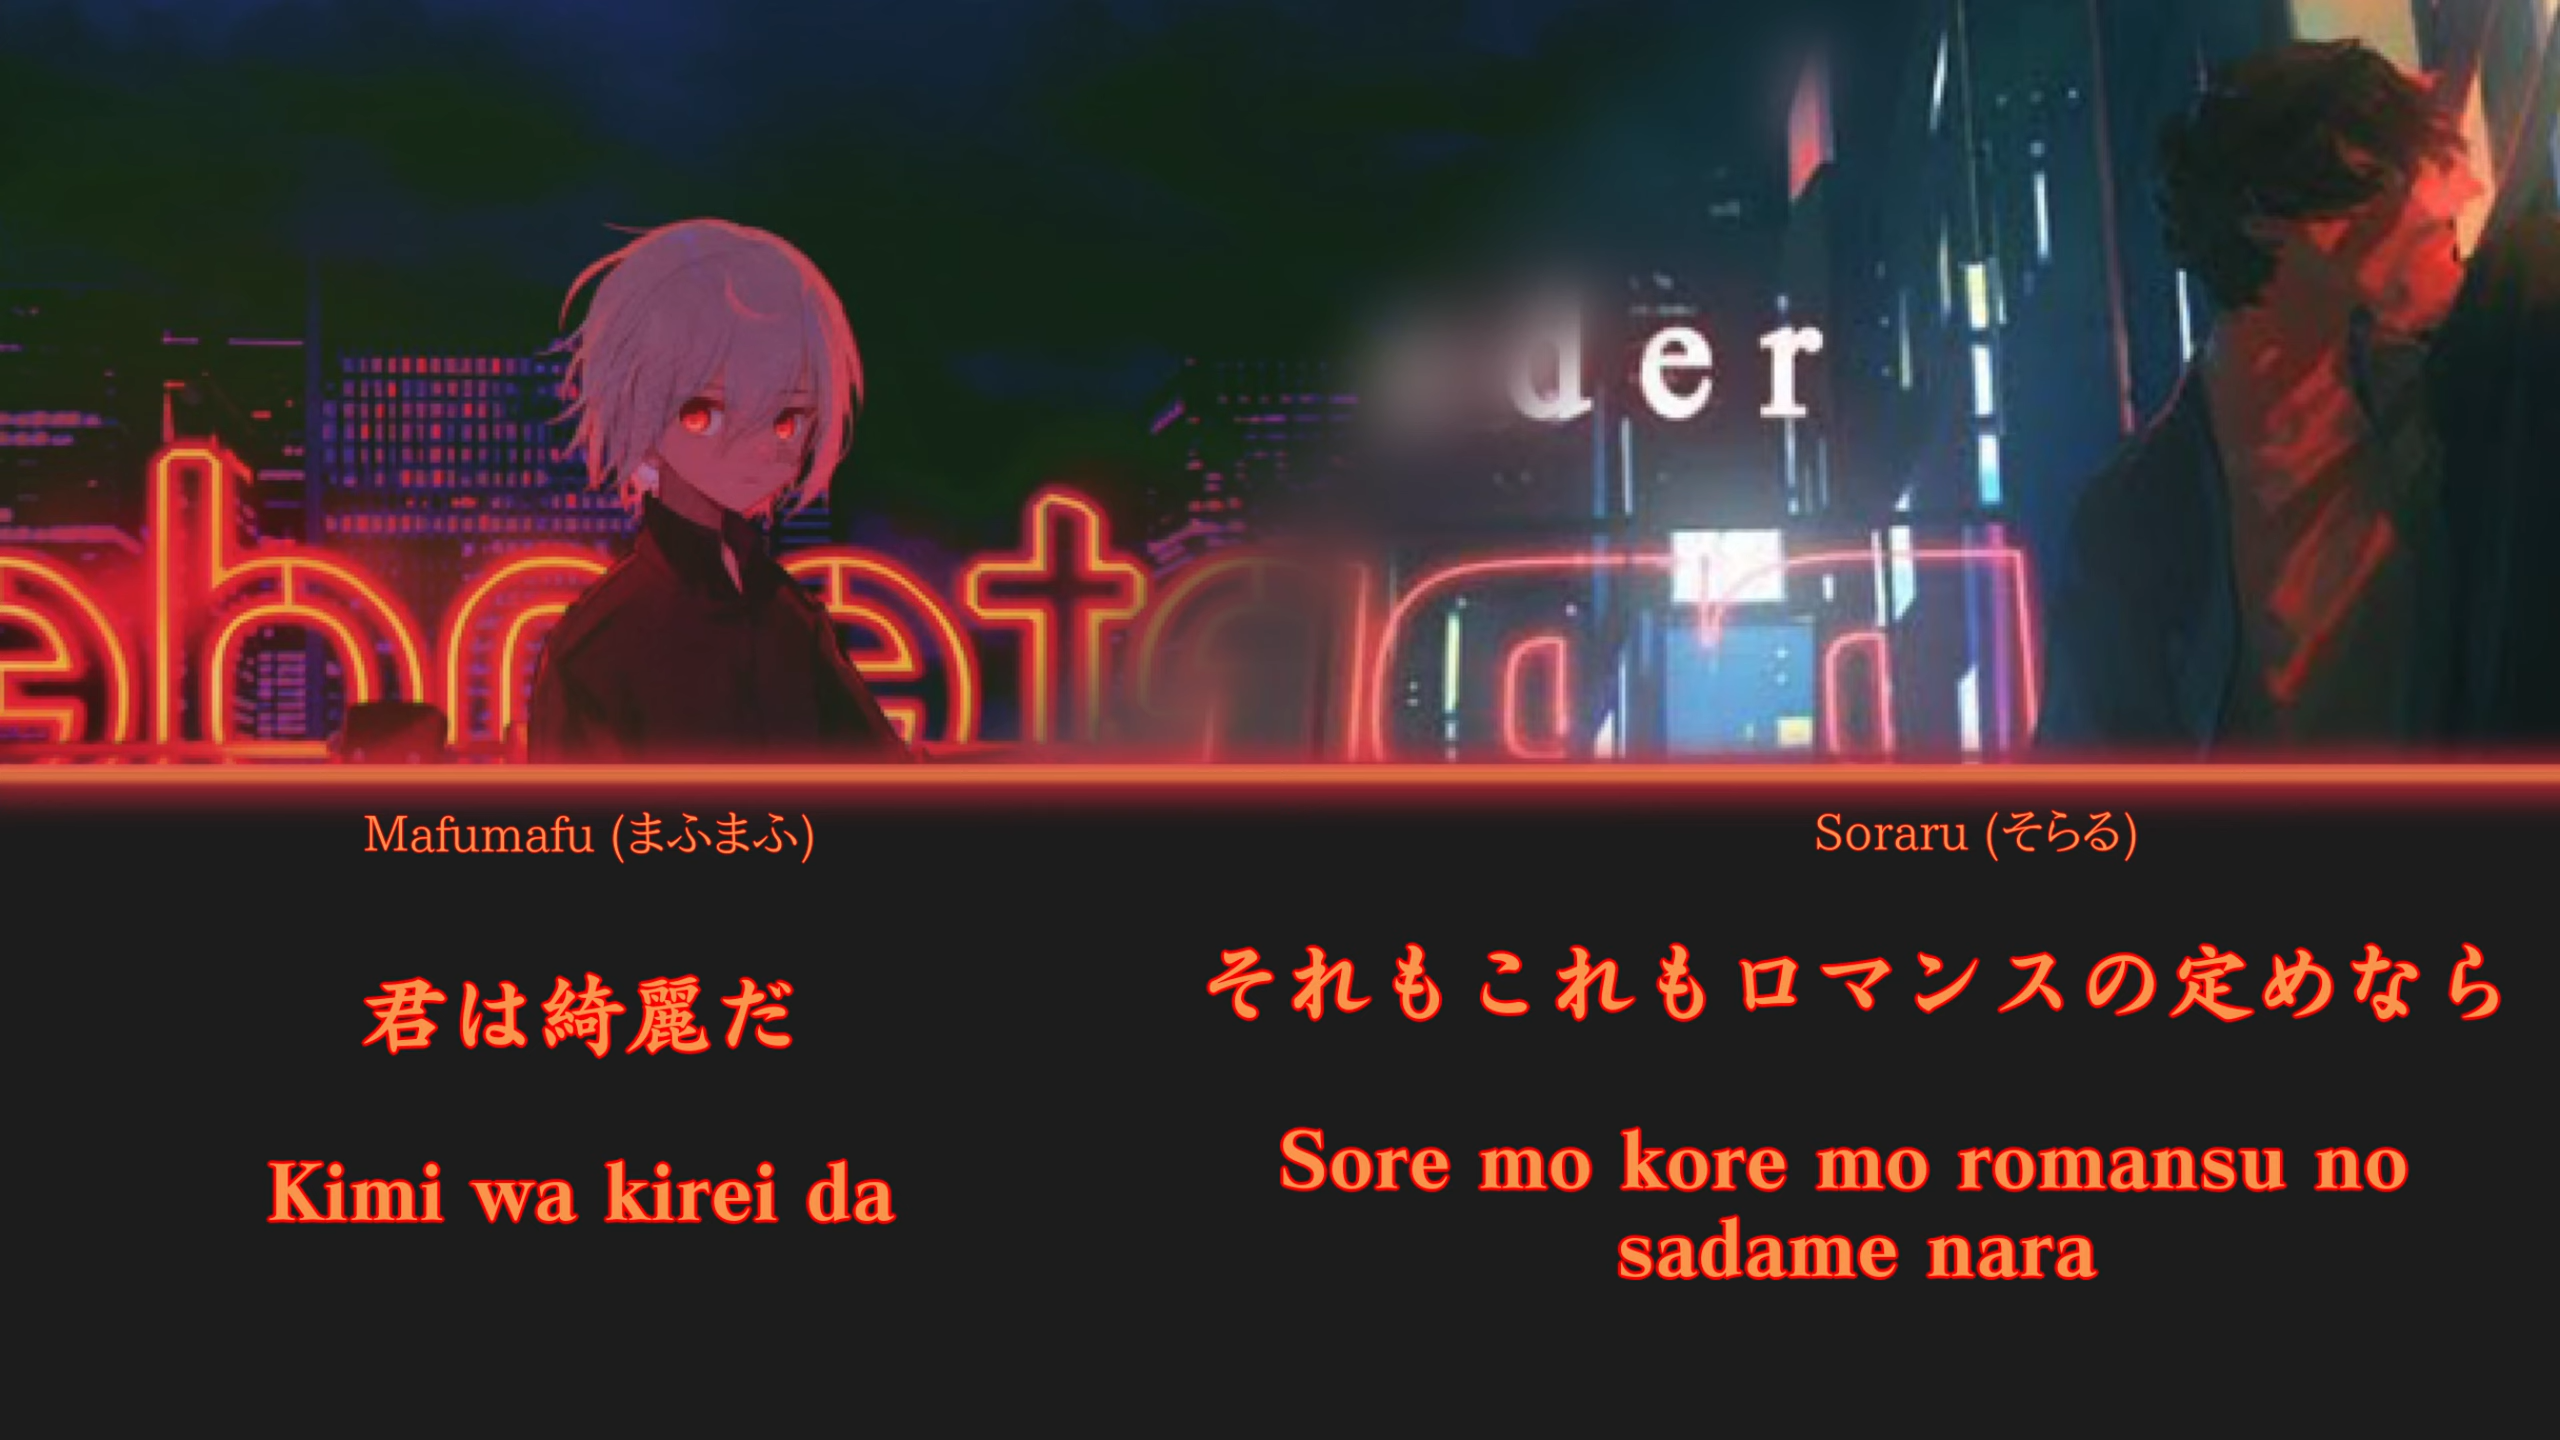 der
Mafumafu (まふまふ)
君は綺麗だ
Kimi wa kirei da
Soraru (そらる)
それもこれもロマンスの定めなら
Sore mo kore mo romansu no
sadame nara